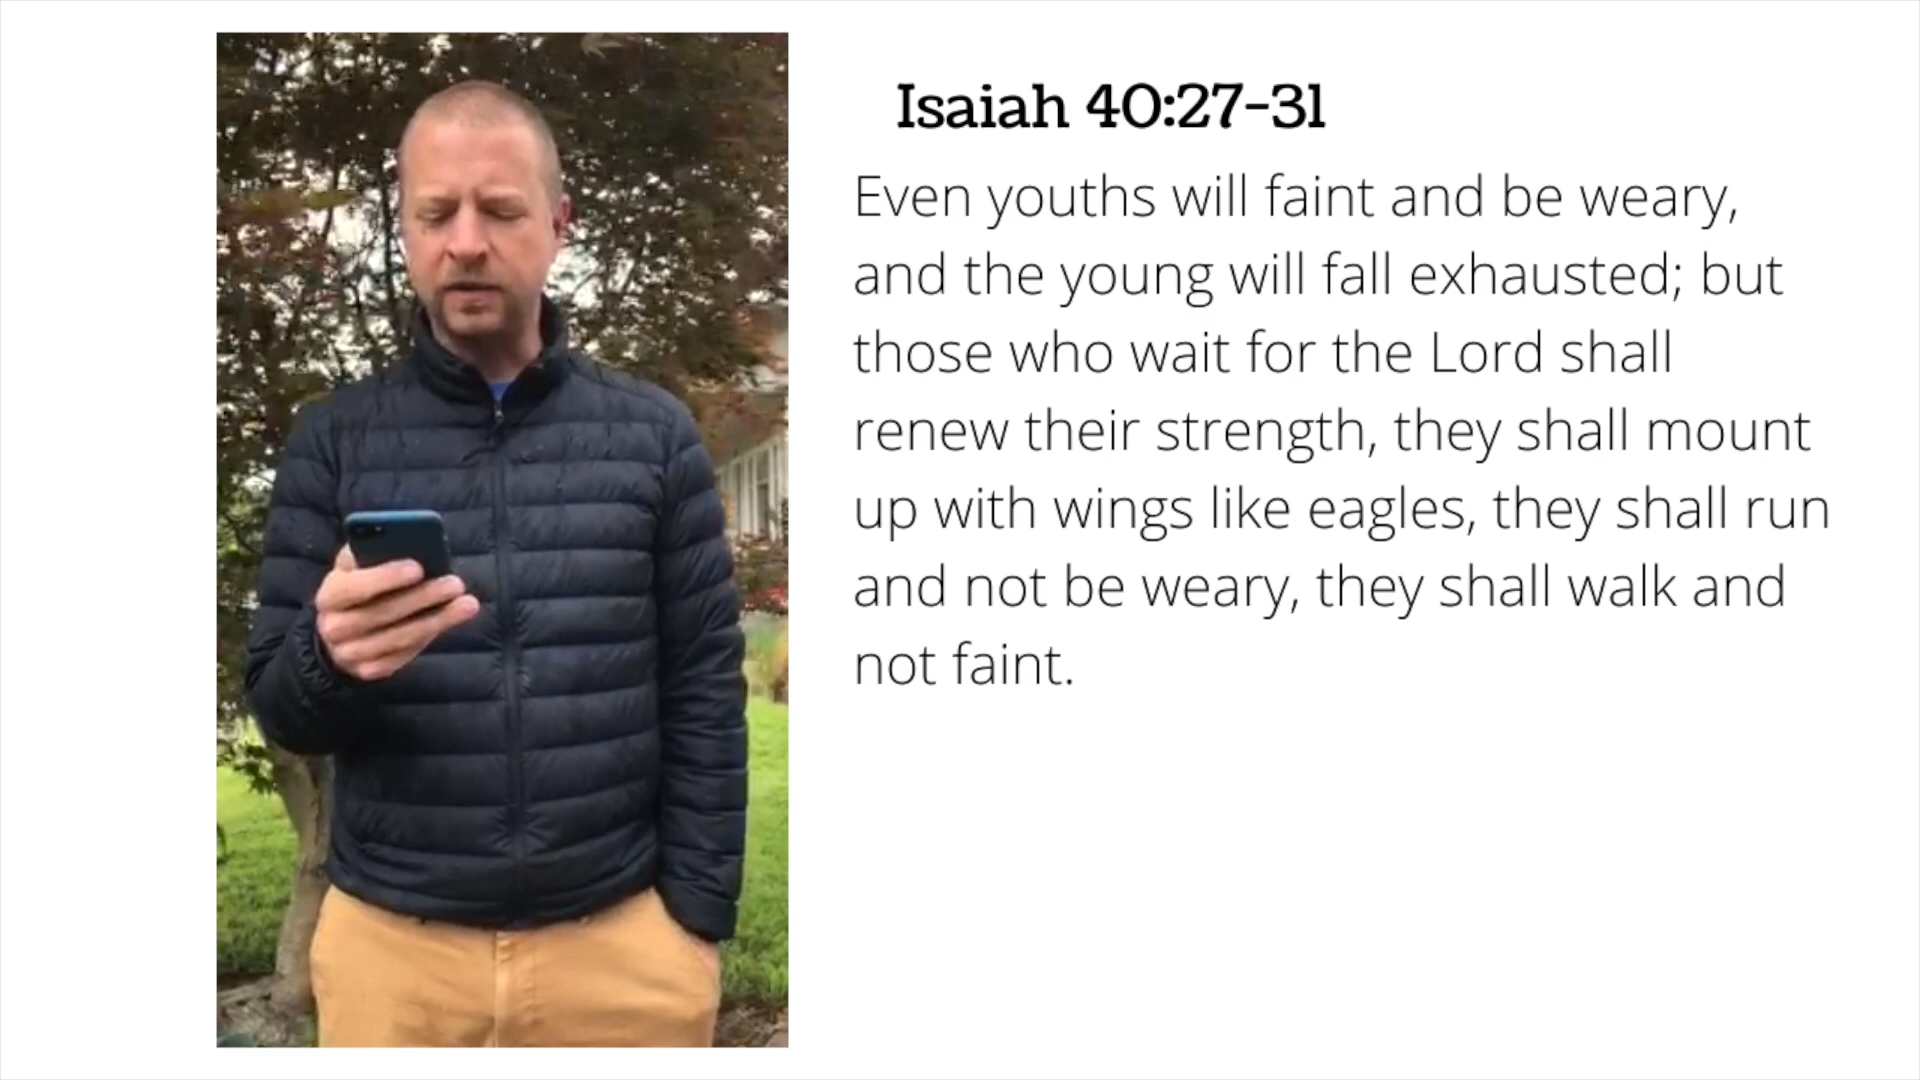 Isaiah 40:27-31
Even youths will faint and be weary,
and the young will fall exhausted; but
those who wait for the Lord shall
renew their strength, they shall mount
up with wings like eagles, they shall run
and not be weary, they shall walk and
not faint.